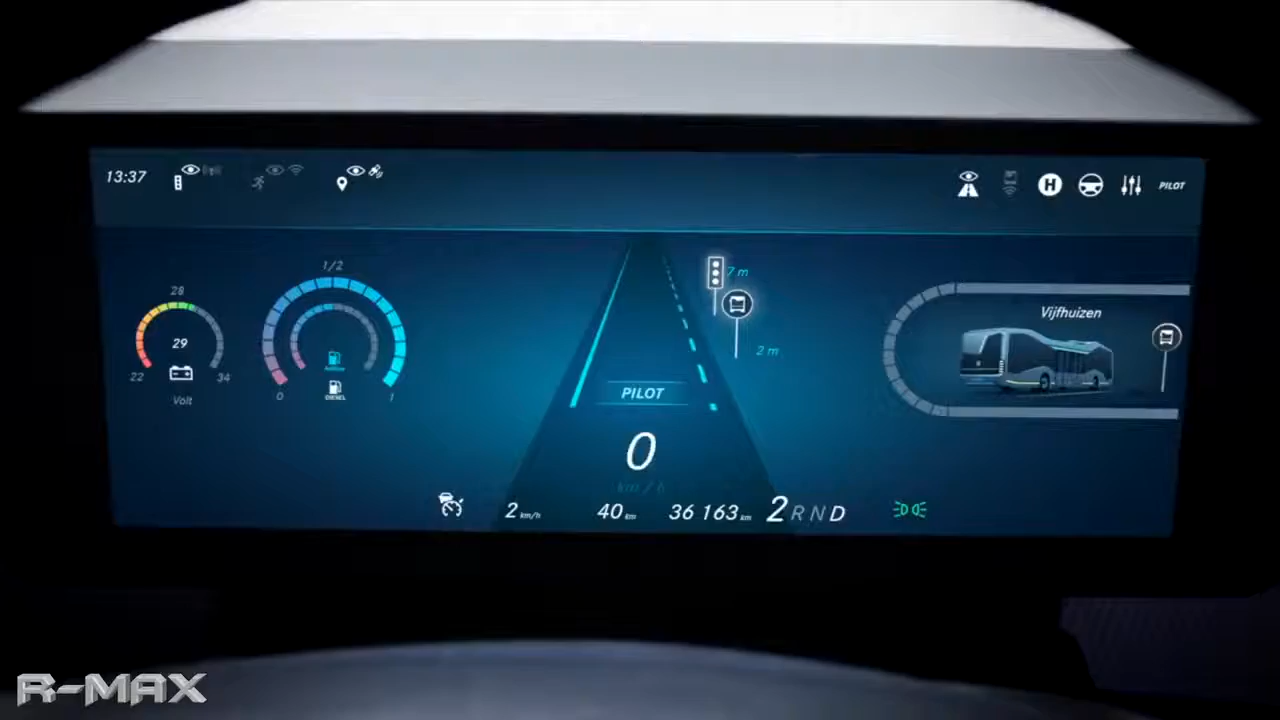 13:37
H
PILOT
1/2
28
29
22
34
Volt
0
DIESEL
1
7 m
2 m
PILOT
0
km / h
2 km/h
40 km
36 163 km
2 R N D
Vijfhuizen
R-MAX